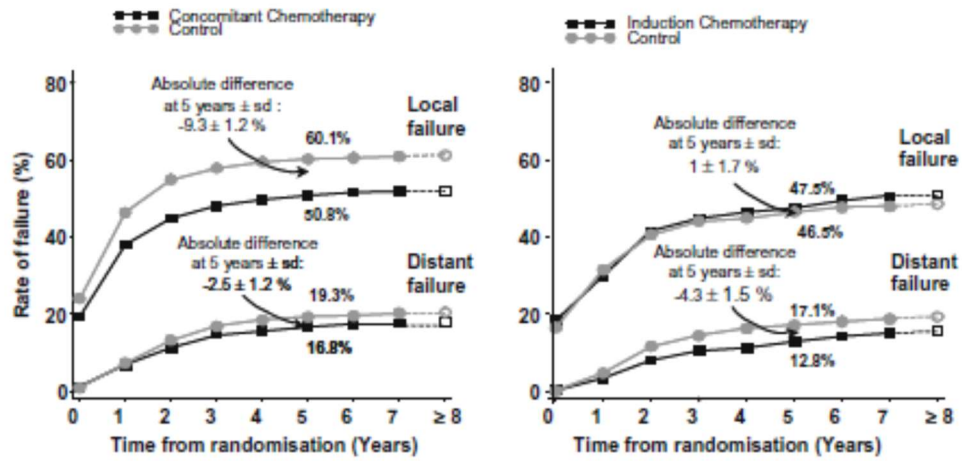 Concomitant Chemotherapy
Control
80
60
40
20
0
Rate of failure (%)
Absolute difference
at 5 years ± sd :
-9.3 ± 1.2 %
Local
failure
60.1%
50.8%
Absolute difference
at 5 years ± sd:
-2.5 ± 1.2 %
Distant
failure
19.3%
16.8%
0 1 2 3 4 5 6 7 ≥ 8
Time from randomisation (Years)
Induction Chemotherapy
Control
80
60
40
20
0
Absolute difference
at 5 years ± sd:
1 ± 1.7 %
Local
failure
47.5%
46.5%
Absolute difference
at 5 years ± sd:
-4.3 ± 1.5 %
Distant
failure
17.1%
12.8%
0 1 2 3 4 5 6 7 ≥ 8
Time from randomisation (Years)